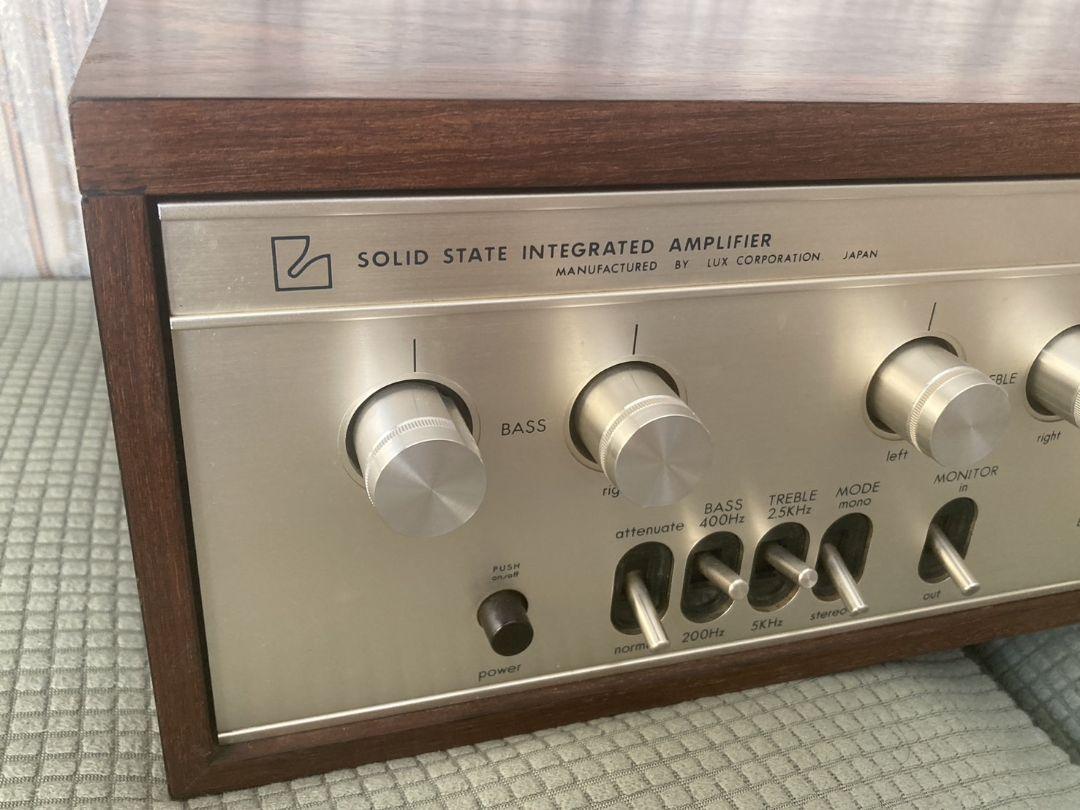 SOLID STATE INTEGRATED AMPLIFIER
MANUFACTURED BY LUX CORPORATION. JAPAN
BASS
left
right
attenuate
BASS
400Hz
TREBLE
2.5KHz
MODE
mono
MONITOR
in
PUSH
on/off
power
200Hz
5KHz
stereo
out